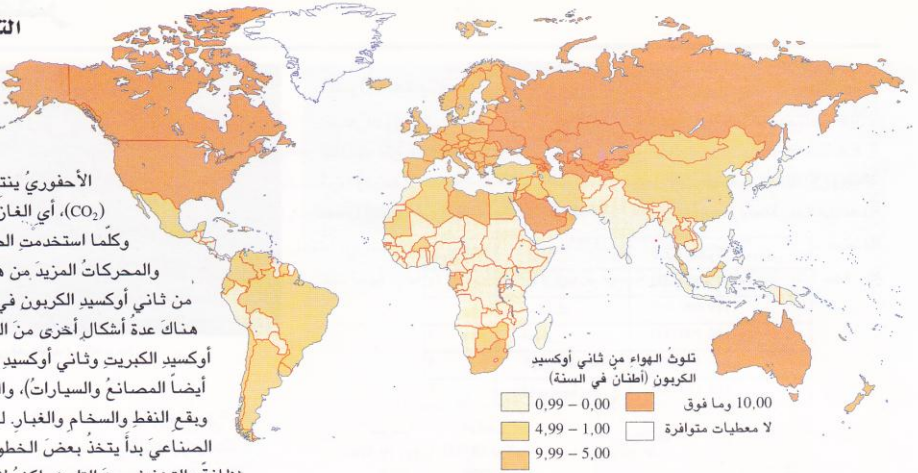 الت
الأحفوريُ ينت
(CO₂)، أي الغاز
وكلّما استخدمتِ الم
والمحركاتُ المزيدَ من ه
من ثاني أوكسيدِ الكربون في
هناكَ عدةُ أشكالٍ أخرى منَ ال
أوكسيدِ الكبريتِ وثاني أوكسيدِ
أيضاً المصانعُ والسيارات)، وال
وبقعِ النفطِ والسخامِ والغبارِ. ل
الصناعيَ بدأ يتخذُ بعضَ الخطو
تلوثُ الهواءِ من ثاني أوكسيدِ
الكربون (أطنانٌ في السنة)
0,99 – 0,00
10,00 وما فوق
4,99 – 1,00
لا معطيات متوافرة
9,99 – 5,00